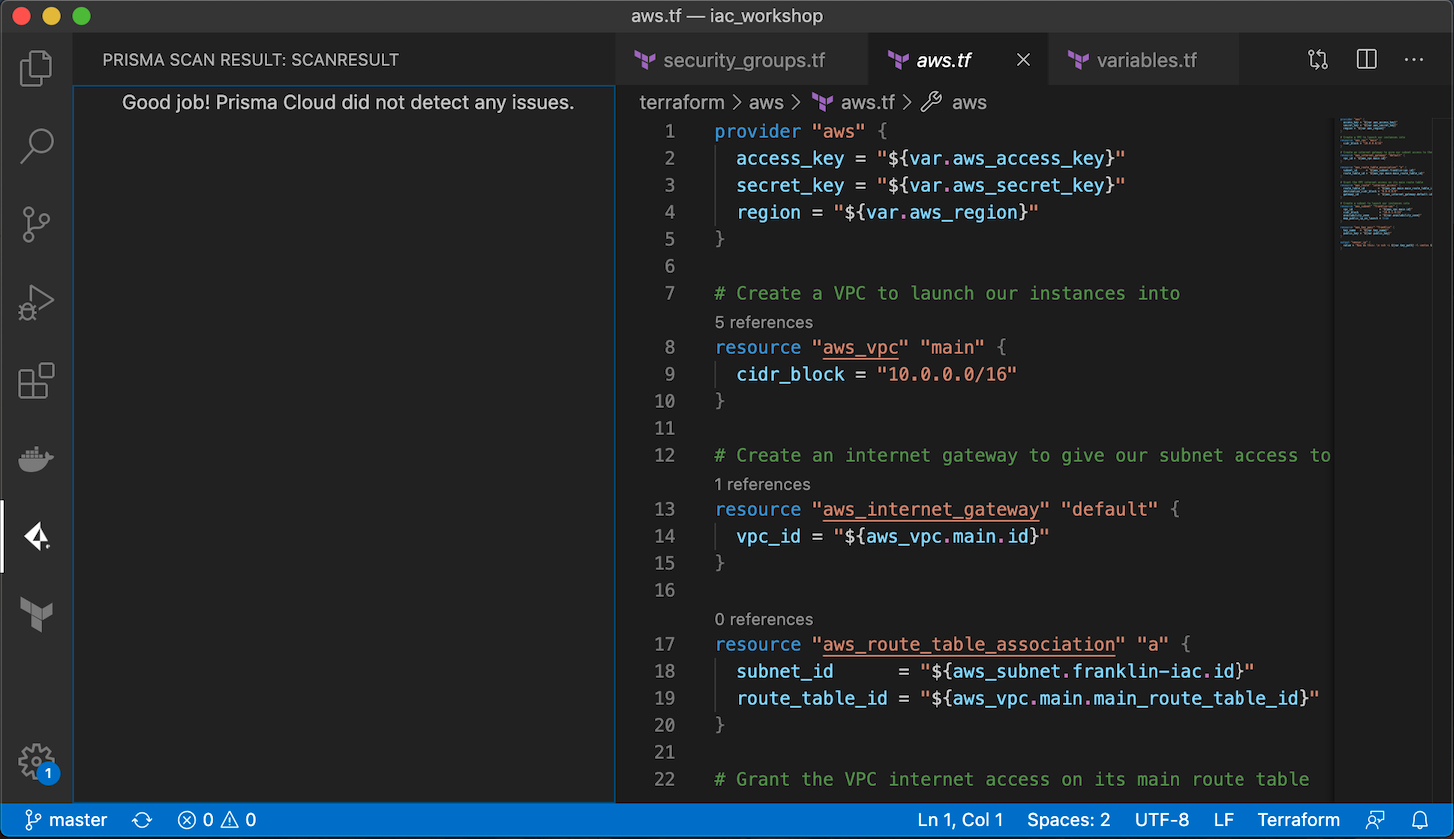 aws.tf — iac_workshop
PRISMA SCAN RESULT: SCANRESULT
Good job! Prisma Cloud did not detect any issues.
security_groups.tf
aws.tf
variables.tf
terraform > aws > aws.tf > aws
1 provider "aws" {
2 access_key = "${var.aws_access_key}"
3 secret_key = "${var.aws_secret_key}"
4 region = "${var.aws_region}"
5 }
6
7 # Create a VPC to launch our instances into
5 references
8 resource "aws_vpc" "main" {
9 cidr_block = "10.0.0.0/16"
10 }
11
12 # Create an internet gateway to give our subnet access to
1 references
13 resource "aws_internet_gateway" "default" {
14 vpc_id = "${aws_vpc.main.id}"
15 }
16
0 references
17 resource "aws_route_table_association" "a" {
18 subnet_id      = "${aws_subnet.franklin-iac.id}"
19 route_table_id = "${aws_vpc.main.main_route_table_id}"
20 }
21
22 # Grant the VPC internet access on its main route table
1
master
0
0
Ln 1, Col 1
Spaces: 2
UTF-8
LF
Terraform